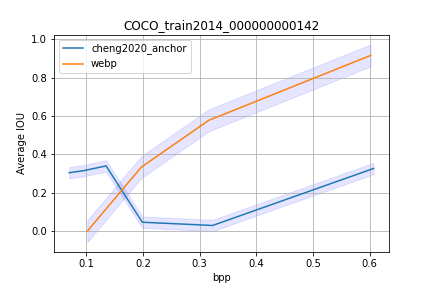 COCO_train2014_000000000142
cheng2020_anchor
webp
Average IOU
1.0
0.8
0.6
0.4
0.2
0.0
0.1 0.2 0.3 0.4 0.5 0.6
bpp